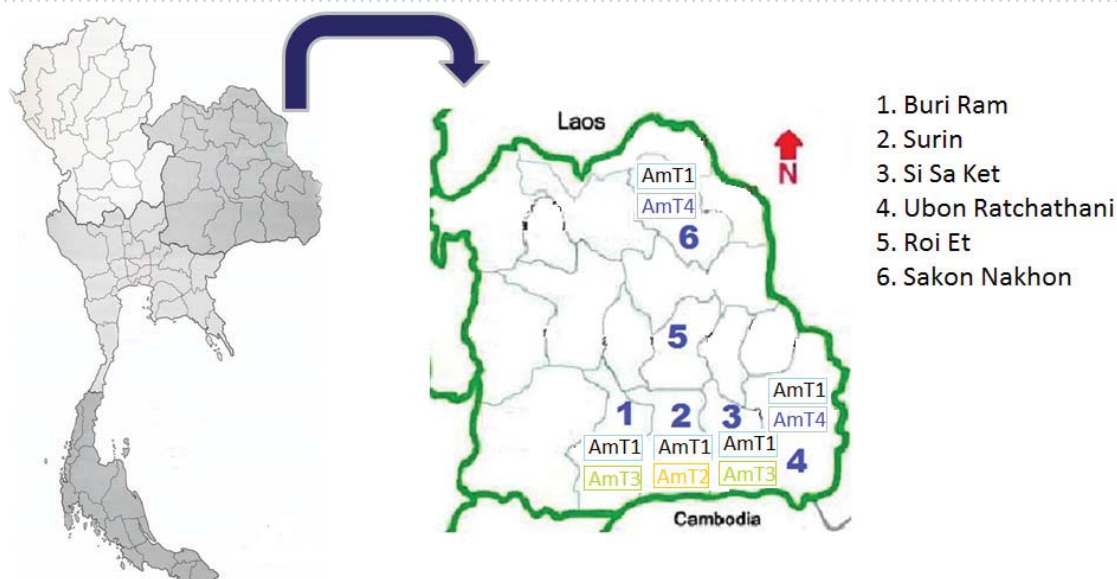 Laos
N
AmT1
AmT4
6
5
1
2
3
AmT1
AmT4
4
AmT1
AmT3
AmT1
AmT2
AmT1
AmT3
Cambodia
1. Buri Ram
2. Surin
3. Si Sa Ket
4. Ubon Ratchathani
5. Roi Et
6. Sakon Nakhon